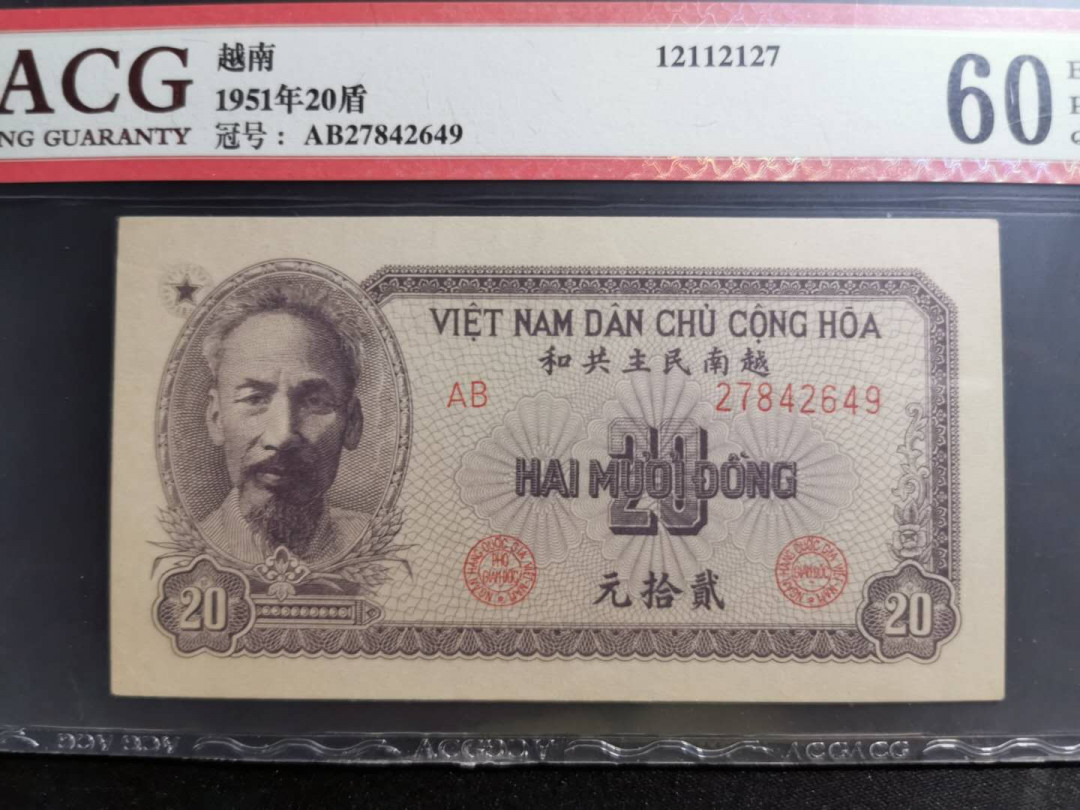 ACG
NG GUARANTY
越南
1951年20盾
冠号： AB27842649
12112127
60
E
VIỆT NAM DÂN CHỦ CỘNG HÒA
和共主民南越
AB 27842649
20
HAI MƯƠI ĐỒNG
元拾貳
20
20
ACG
ACGACG